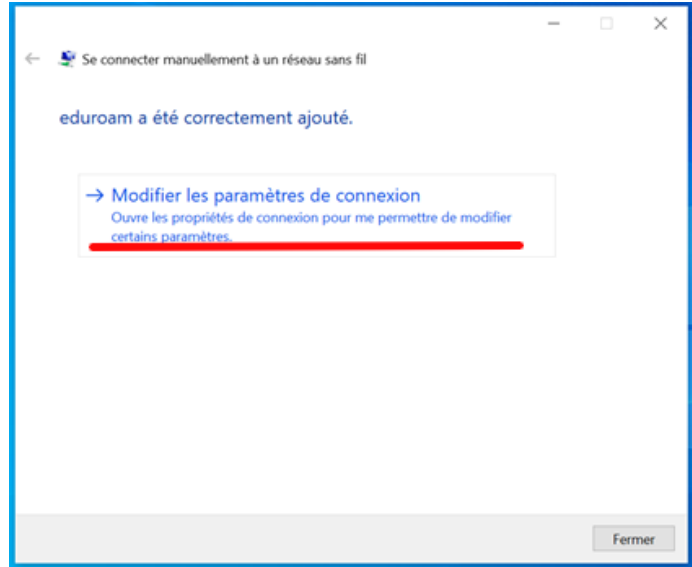 Se connecter manuellement à un réseau sans fil
eduroam a été correctement ajouté.
Modifier les paramètres de connexion
Ouvre les propriétés de connexion pour me permettre de modifier
certains paramètres.
Fermer